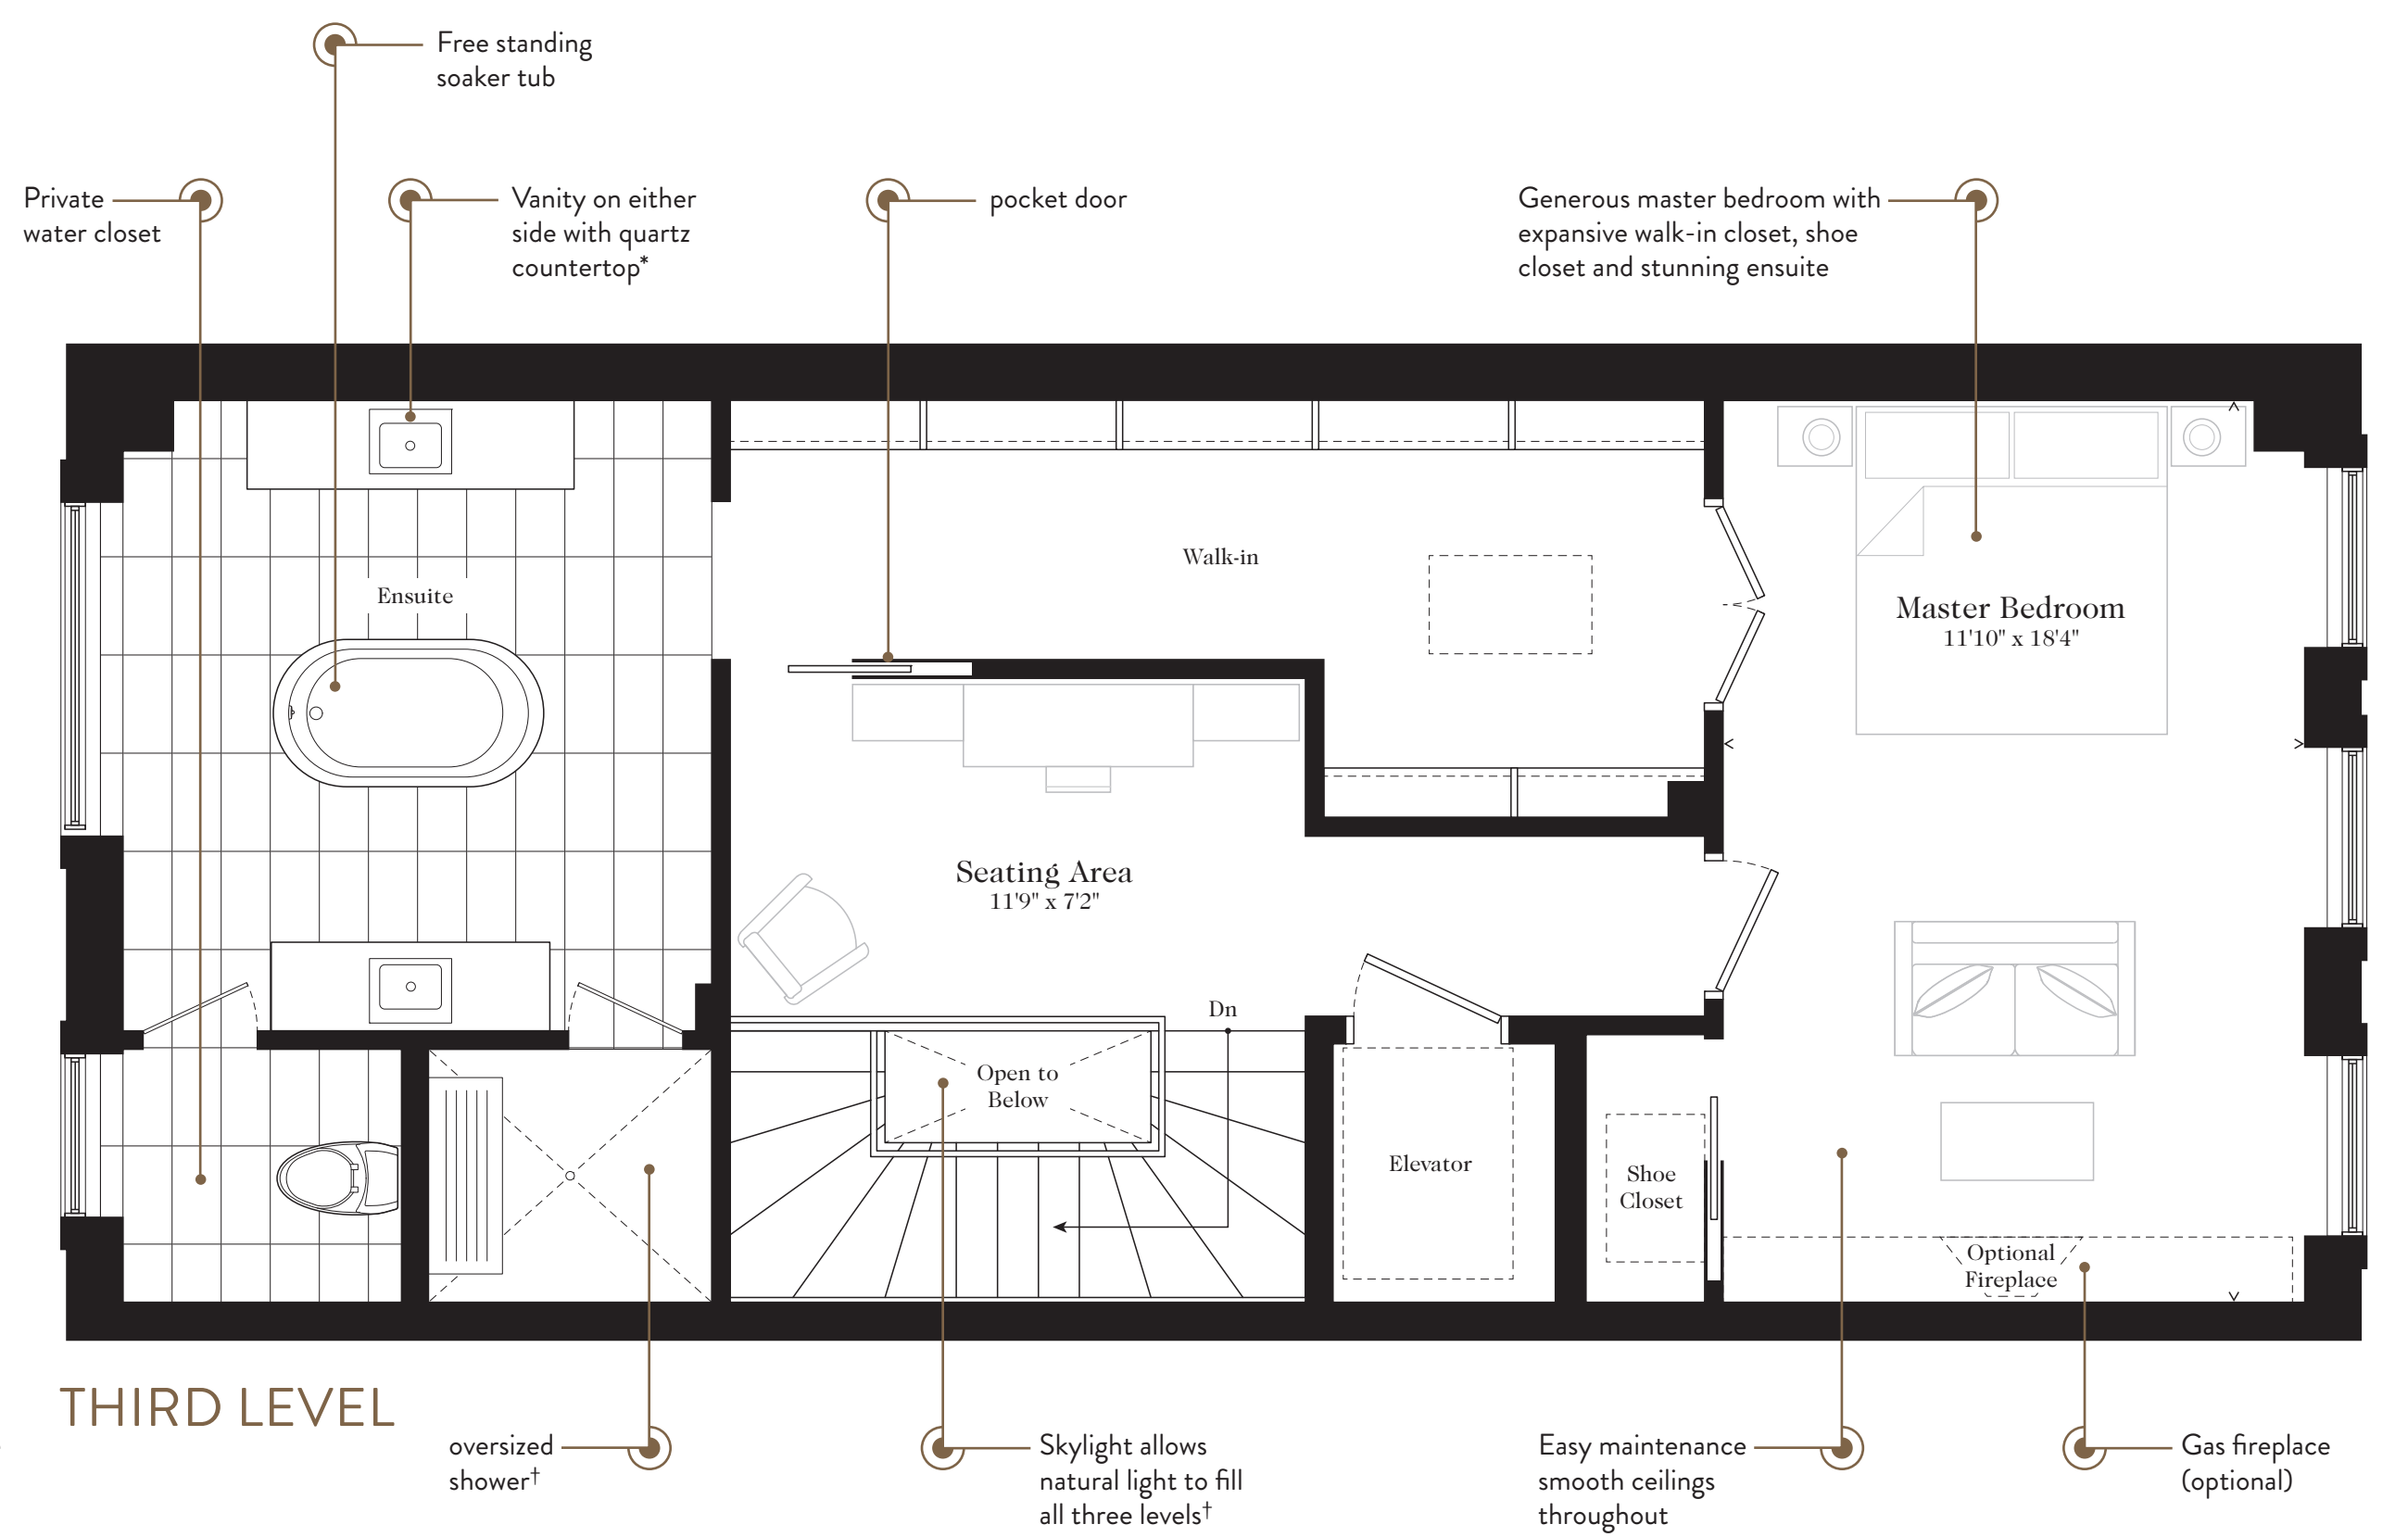 Free standing
soaker tub
Private
water closet
Vanity on either
side with quartz
countertop*
pocket door
Generous master bedroom with
expansive walk-in closet, shoe
closet and stunning ensuite
Walk-in
Ensuite
Master Bedroom
11'10" x 18'4"
Seating Area
11'9" x 7'2"
Dn
Open to
Below
Elevator
Shoe
Closet
Optional
Fireplace
THIRD LEVEL
oversized
shower†
Skylight allows
natural light to fill
all three levels†
Easy maintenance
smooth ceilings
throughout
Gas fireplace
(optional)